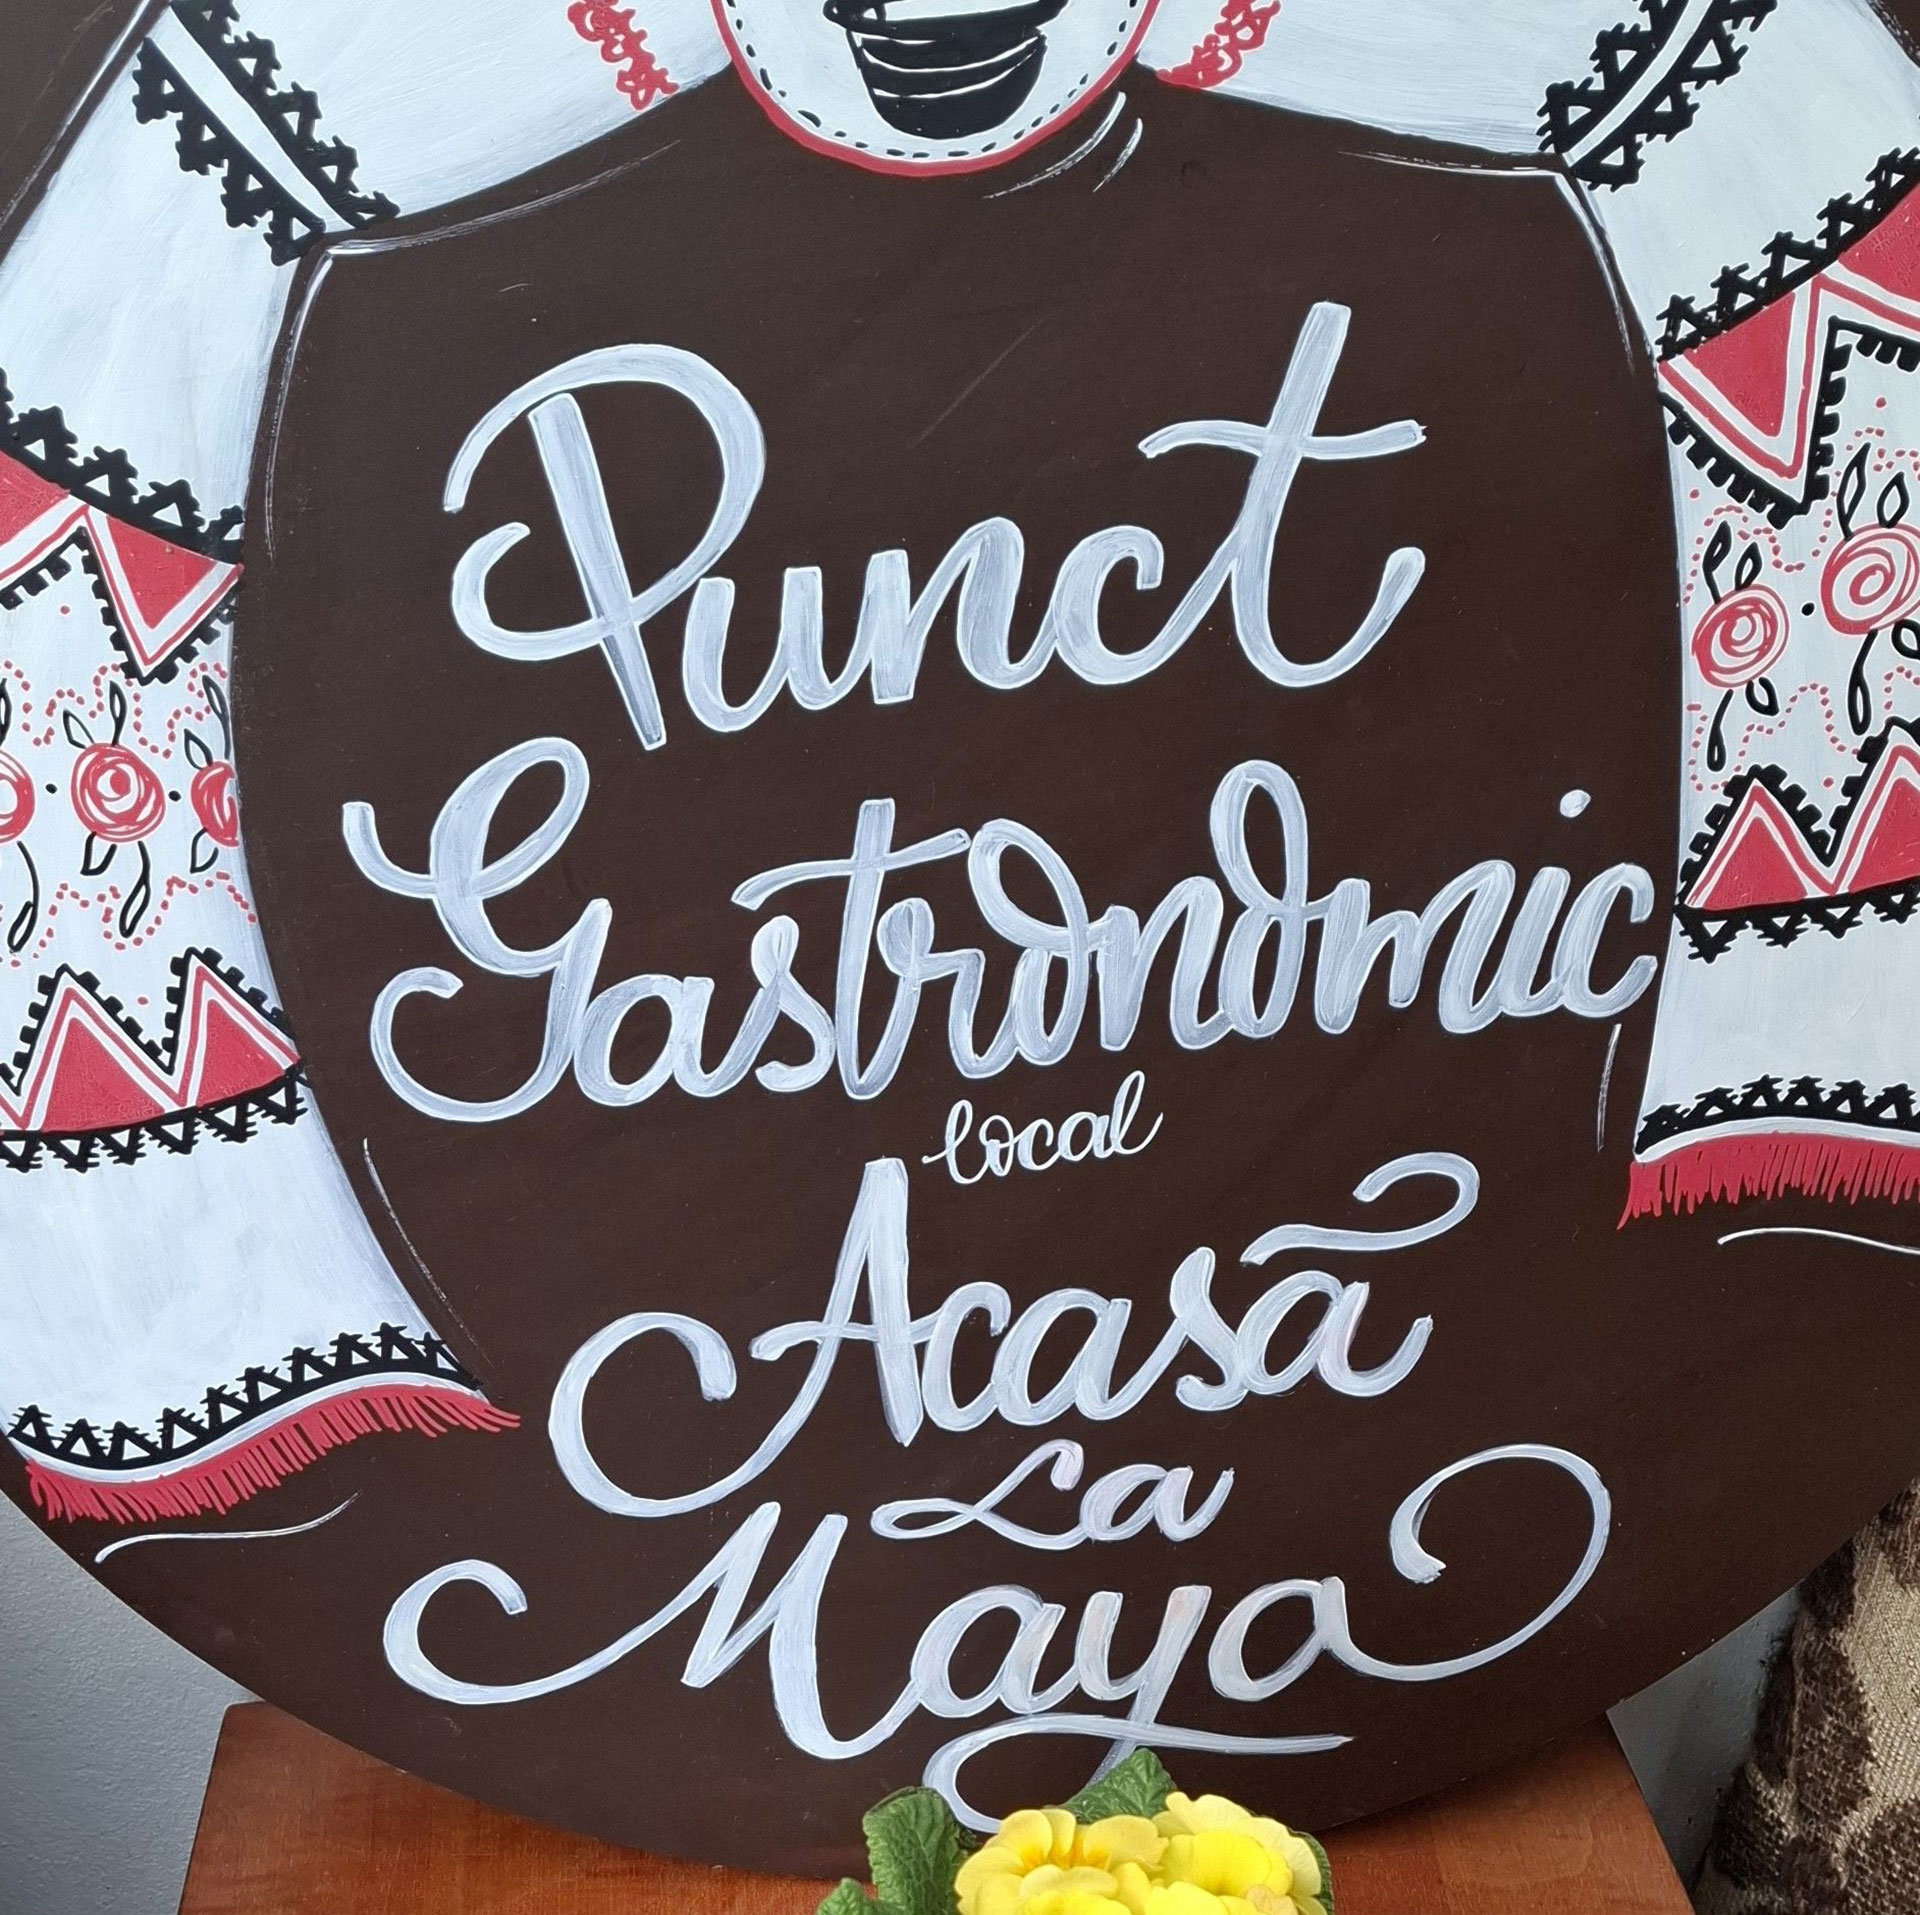 Punct
Gastronomic
local
Acasă
La
Maya